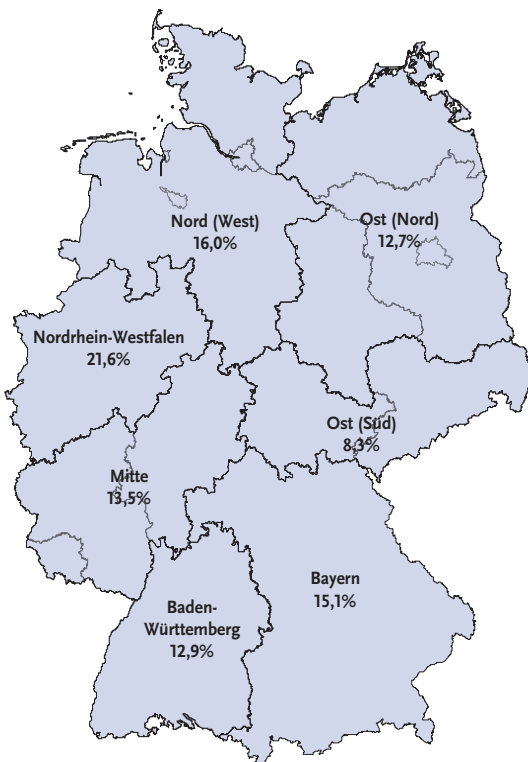 Nord (West)
16,0%
Ost (Nord)
12,7%
Nordrhein-Westfalen
21,6%
Ost (Süd)
8,3%
Mitte
13,5%
Bayern
15,1%
Baden-
Württemberg
12,9%